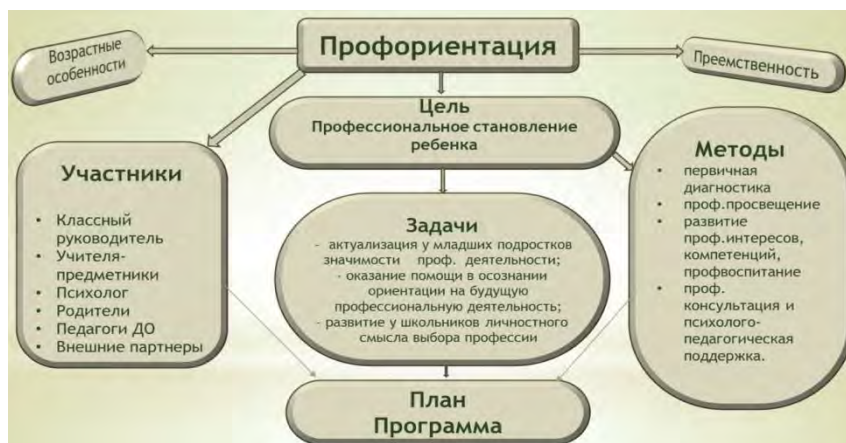 Профориентация
Возрастные
особенности
Преемственность
Цель
Профессиональное становление
ребенка
Участники
• Классный
руководитель
• Учителя-
предметники
• Психолог
• Родители
• Педагоги ДО
• Внешние партнеры
Задачи
- актуализация у младших подростков
значимости проф. деятельности;
- оказание помощи в осознании
ориентации на будущую
профессиональную деятельность;
- развитие у школьников личностного
смысла выбора профессии
Методы
• первичная
диагностика
• проф.просвещение
• развитие
проф.интересов,
компетенций,
профвоспитание
• проф.
консультация и
психолого-
педагогическая
поддержка.
План
Программа